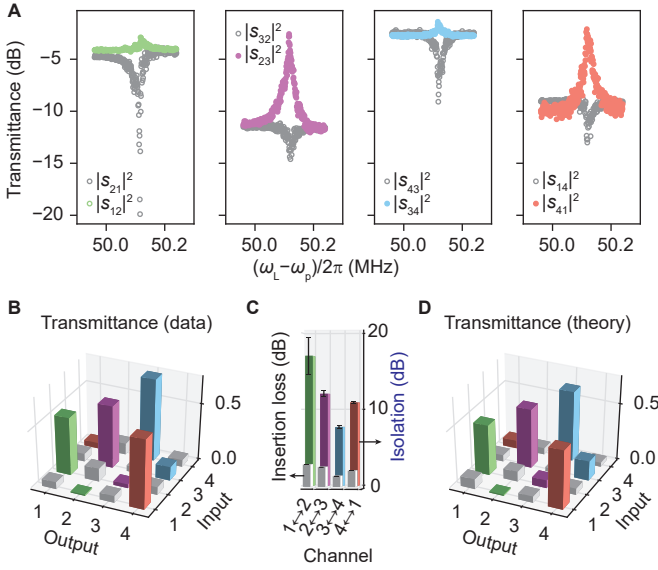 A
Transmittance (dB)
−5
−10
−15
−20
|s21|²
|s12|²
|s32|²
|s23|²
|s43|²
|s34|²
|s14|²
|s41|²
50.0 50.2 50.0 50.2 50.0 50.2 50.0 50.2
(ωL−ωp)/2π (MHz)
B
Transmittance (data)
0.5
0.0
1 2 3 4
Output
1 2 3 4
Input
C
Insertion loss (dB)
20
10
0
Isolation (dB)
1↔2
2↔3
3↔4
4↔1
Channel
D
Transmittance (theory)
0.5
0.0
1 2 3 4
Output
1 2 3 4
Input